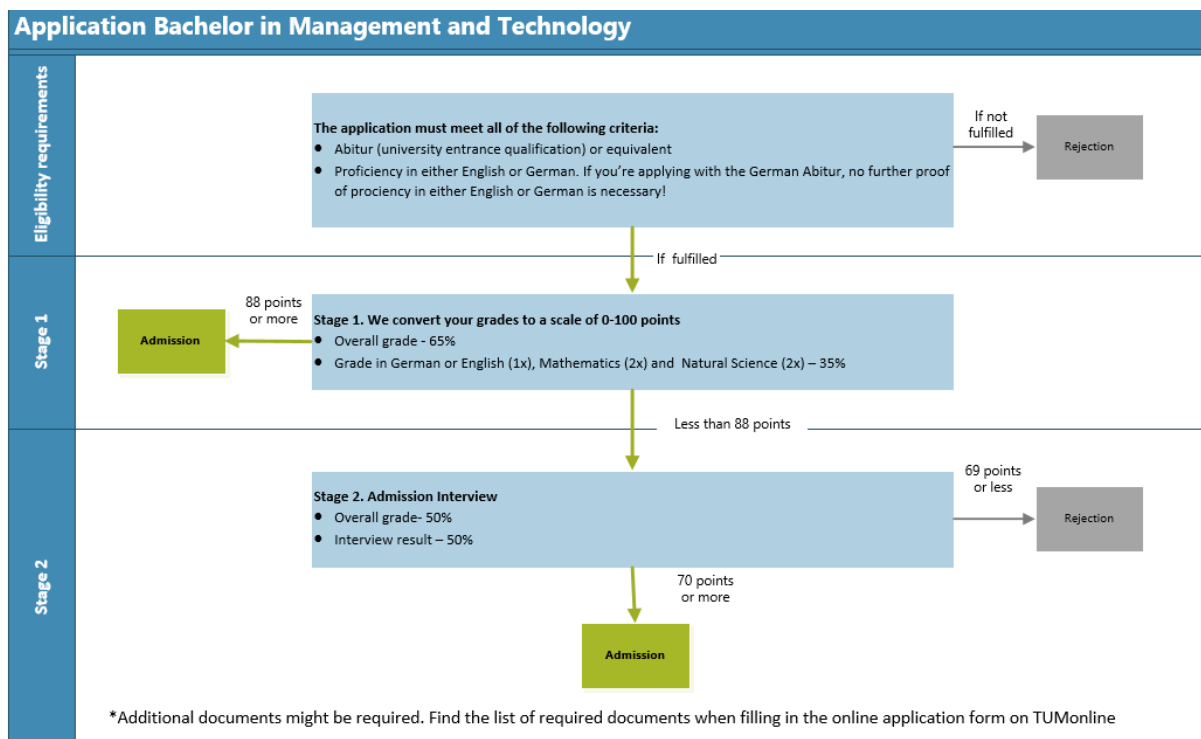 Application Bachelor in Management and Technology
Eligibility requirements
The application must meet all of the following criteria:
● Abitur (university entrance qualification) or equivalent
● Proficiency in either English or German. If you’re applying with the German Abitur, no further proof
of prociency in either English or German is necessary!
If not
fulfilled
Rejection
If fulfilled
Stage 1
88 points
or more
Admission
Stage 1. We convert your grades to a scale of 0-100 points
● Overall grade - 65%
● Grade in German or English (1x), Mathematics (2x) and Natural Science (2x) – 35%
Less than 88 points
Stage 2
Stage 2. Admission Interview
● Overall grade- 50%
● Interview result – 50%
69 points
or less
Rejection
70 points
or more
Admission
*Additional documents might be required. Find the list of required documents when filling in the online application form on TUMonline